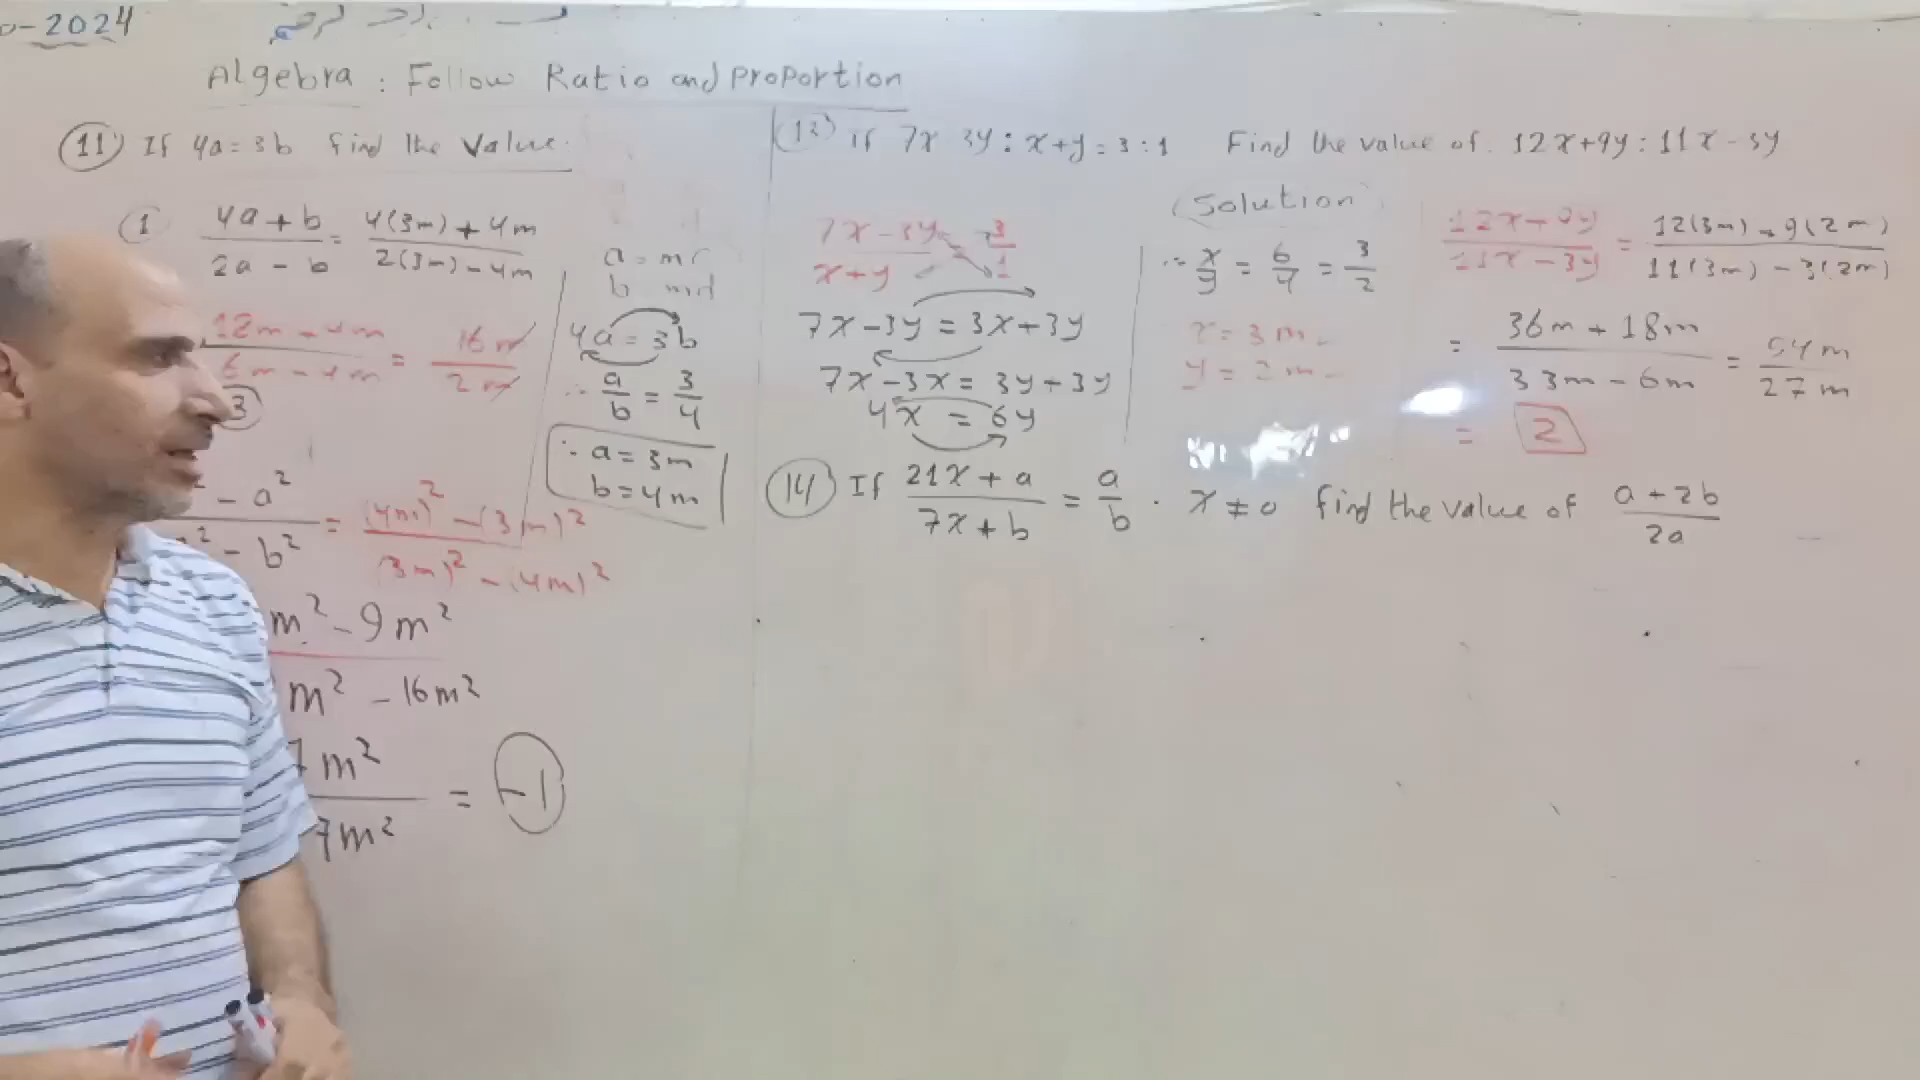 -2024
Algebra : Follow Ratio and proportion
(11) If 4a = 3b find the value.
(1) (4a + b)/(2a - b) = (4(3m) + 4m)/(2(3m) - 4m)
(12m + 4m)/(6m - 4m) = 16m/2m
a = m
b
4a = 3b
∴ a/b = 3/4
∴ a = 3m
b = 4m
(3)
² - a²/² - b² = ((4m)² - (3m)²)/((3m)² - (4m)²)
m² - 9m²
m² - 16m²
7m²/7m² = -1
If 7x 3y : x+y = 3 : 1 Find the value of. 12x+9y : 11x - 3y
(Solution)
(7x - 3y)/(x + y) = 3/1
7x - 3y = 3x + 3y
7x - 3x = 3y + 3y
4x = 6y
∴ x/y = 6/4 = 3/2
x = 3m
y = 2m
(12x + 9y)/(11x - 3y) = (12(3m) + 9(2m))/(11(3m) - 3(2m))
= (36m + 18m)/(33m - 6m) = 54m/27m
= 2
(14) If (21x + a)/(7x + b) = a/b . x ≠ 0 find the value of (a + 2b)/2a